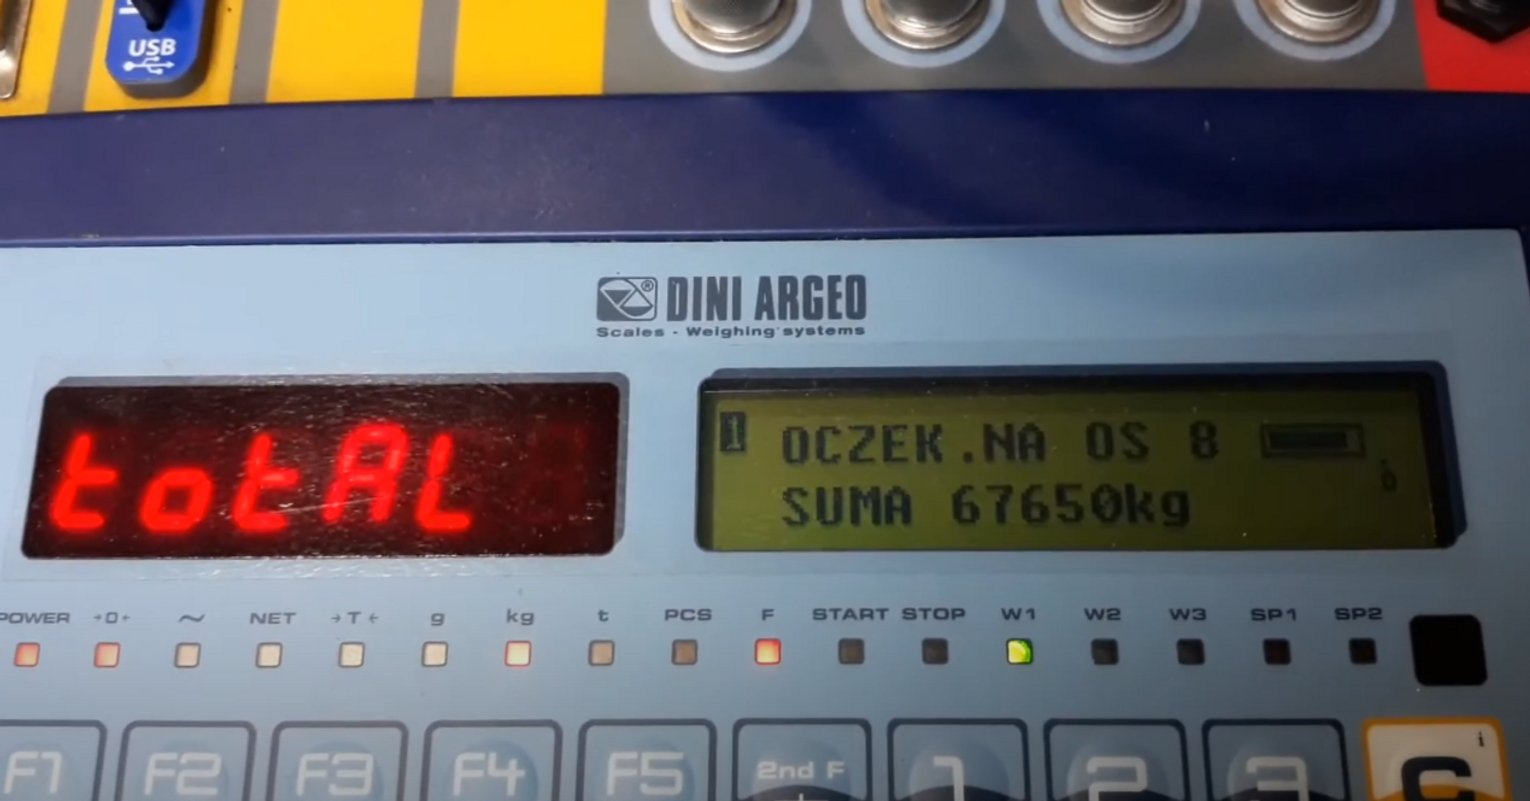 USB
DINI ARGEO
Scales - Weighing systems
totAL
1 OCZEK.NA OS 8
SUMA 67650kg
POWER →0← ~ NET →T← g kg t PCS F START STOP W1 W2 W3 SP1 SP2
F1 F2 F3 F4 F5 2nd F 1 2 3 C i